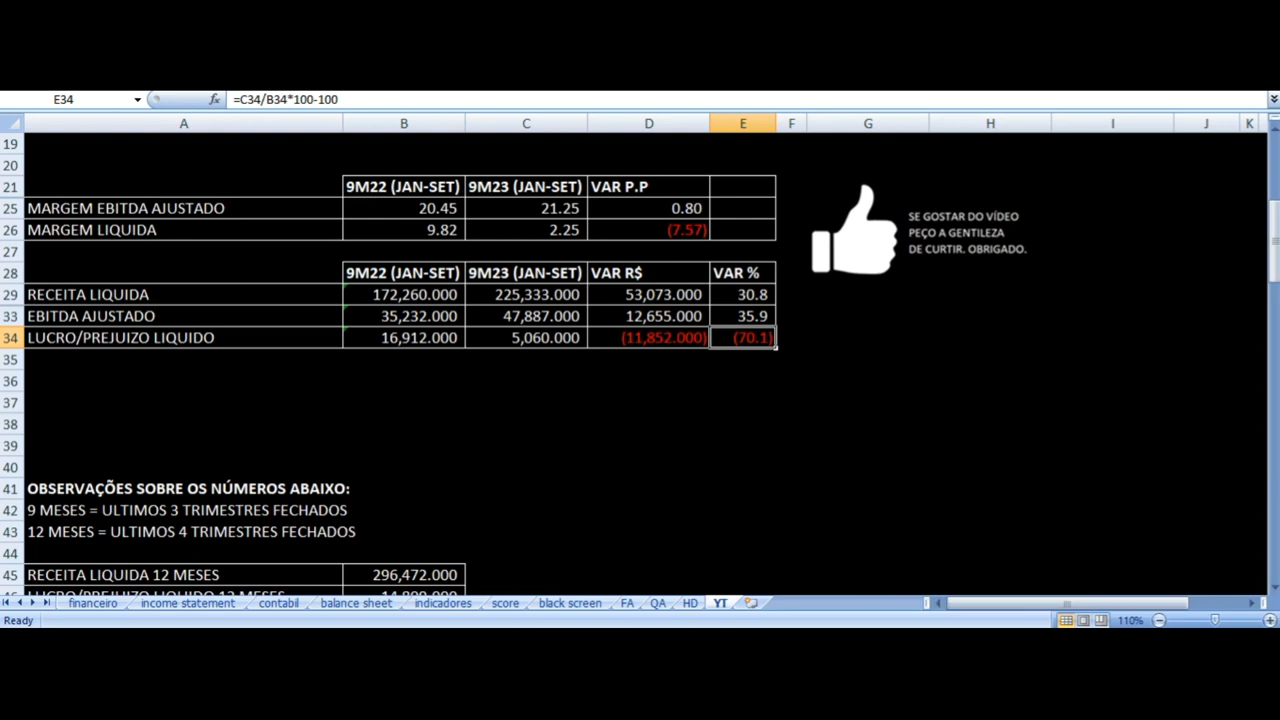 E34 fx =C34/B34*100-100
A B C D E F G H I J K
19
20
21 9M22 (JAN-SET) 9M23 (JAN-SET) VAR P.P
25 MARGEM EBITDA AJUSTADO 20.45 21.25 0.80
26 MARGEM LIQUIDA 9.82 2.25 (7.57)
SE GOSTAR DO VÍDEO
PEÇO A GENTILEZA
DE CURTIR. OBRIGADO.
27
28 9M22 (JAN-SET) 9M23 (JAN-SET) VAR R$ VAR %
29 RECEITA LIQUIDA 172,260.000 225,333.000 53,073.000 30.8
33 EBITDA AJUSTADO 35,232.000 47,887.000 12,655.000 35.9
34 LUCRO/PREJUIZO LIQUIDO 16,912.000 5,060.000 (11,852.000) (70.1)
35
36
37
38
39
40
41 OBSERVAÇÕES SOBRE OS NÚMEROS ABAIXO:
42 9 MESES = ULTIMOS 3 TRIMESTRES FECHADOS
43 12 MESES = ULTIMOS 4 TRIMESTRES FECHADOS
44
45 RECEITA LIQUIDA 12 MESES 296,472.000
LUCRO/PREJUIZO LIQUIDO 12 MESES
financeiro income statement contabil balance sheet indicadores score black screen FA QA HD YT
Ready 110%